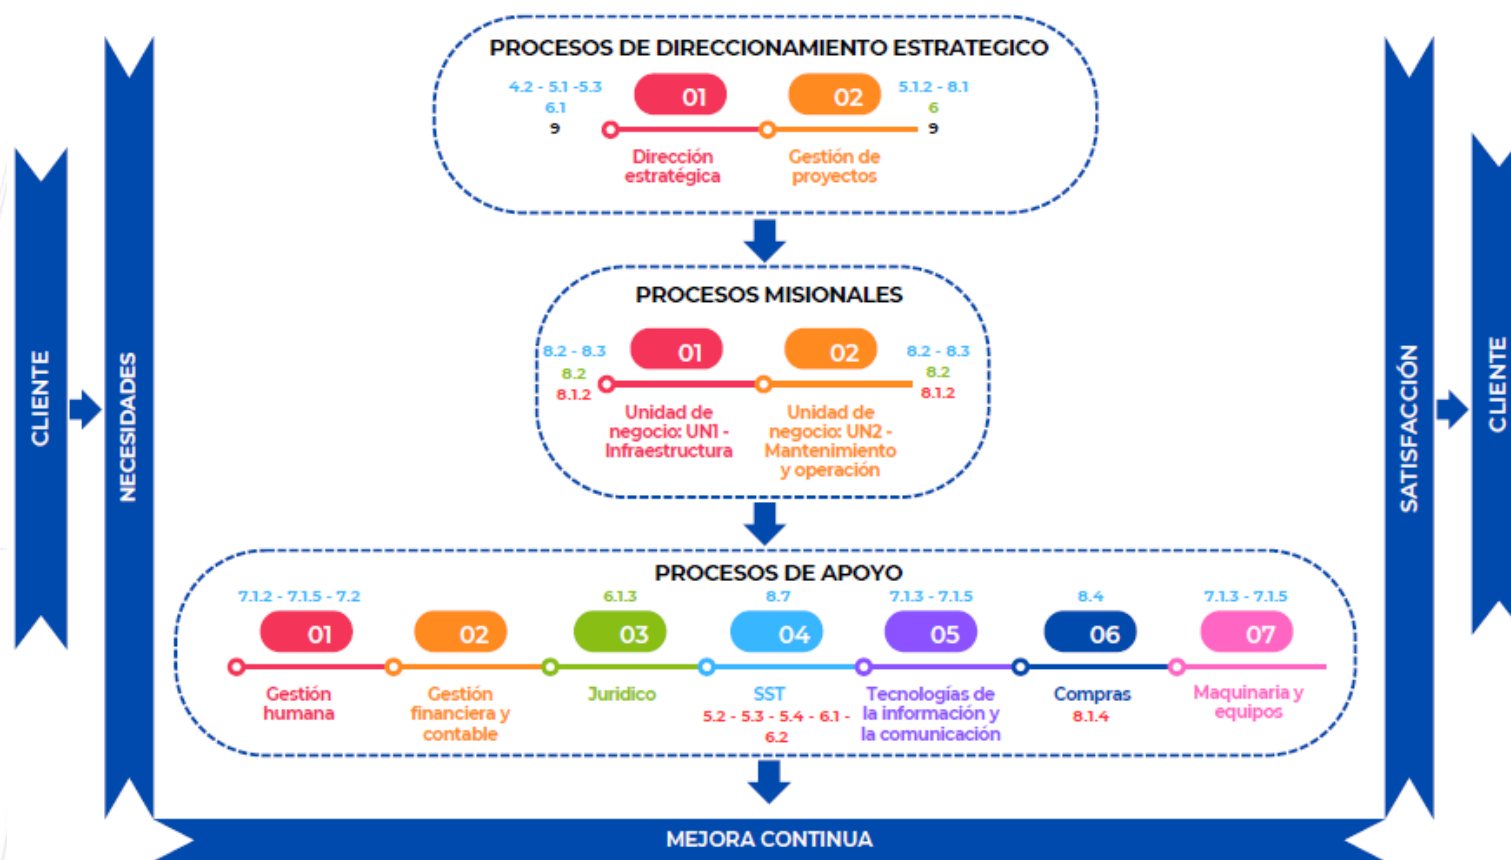 PROCESOS DE DIRECCIONAMIENTO ESTRATEGICO
4.2 - 5.1 -5.3
6.1
9
01
02
5.1.2 - 8.1
6
9
Dirección
estratégica
Gestión de
proyectos
PROCESOS MISIONALES
8.2 - 8.3
8.2
8.1.2
01
02
8.2 - 8.3
8.2
8.1.2
Unidad de
negocio: UN1 -
Infraestructura
Unidad de
negocio: UN2 -
Mantenimiento
y operación
CLIENTE
NECESIDADES
SATISFACCIÓN
CLIENTE
PROCESOS DE APOYO
7.1.2 - 7.1.5 - 7.2
01
Gestión
humana
02
Gestión
financiera y
contable
6.1.3
03
Juridico
8.7
04
SST
5.2 - 5.3 - 5.4 - 6.1 -
6.2
7.1.3 - 7.1.5
05
Tecnologías de
la información y
la comunicación
8.4
06
Compras
8.1.4
7.1.3 - 7.1.5
07
Maquinaria y
equipos
MEJORA CONTINUA